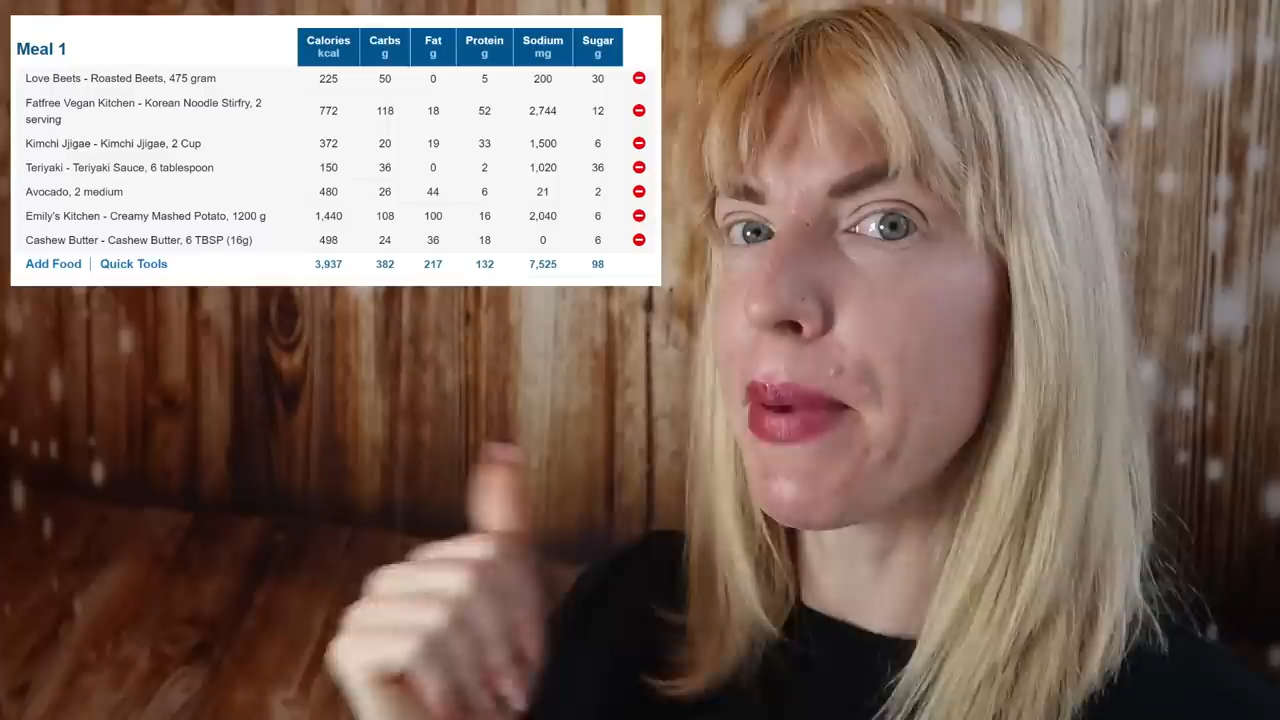 Meal 1 Calories Carbs Fat Protein Sodium Sugar
kcal g g g mg g
Love Beets - Roasted Beets, 475 gram 225 50 0 5 200 30
Fatfree Vegan Kitchen - Korean Noodle Stirfry, 2
serving 772 118 18 52 2,744 12
Kimchi Jjigae - Kimchi Jjigae, 2 Cup 372 20 19 33 1,500 6
Teriyaki - Teriyaki Sauce, 6 tablespoon 150 36 0 2 1,020 36
Avocado, 2 medium 480 26 44 6 21 2
Emily's Kitchen - Creamy Mashed Potato, 1200 g 1,440 108 100 16 2,040 6
Cashew Butter - Cashew Butter, 6 TBSP (16g) 498 24 36 18 0 6
Add Food | Quick Tools 3,937 382 217 132 7,525 98